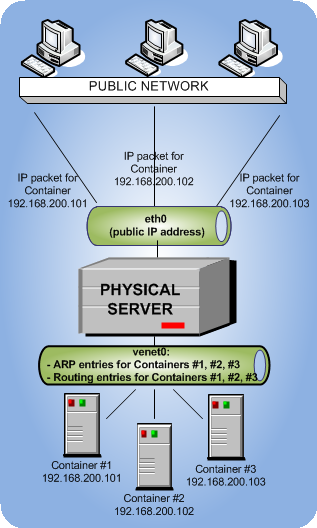 PUBLIC NETWORK
IP packet for
Container
192.168.200.101
IP packet for
Container
192.168.200.102
IP packet for
Container
192.168.200.103
eth0
(public IP address)
PHYSICAL
SERVER
venet0:
- ARP entries for Containers #1, #2, #3
- Routing entries for Containers #1, #2, #3
Container #1
192.168.200.101
Container #2
192.168.200.102
Container #3
192.168.200.103